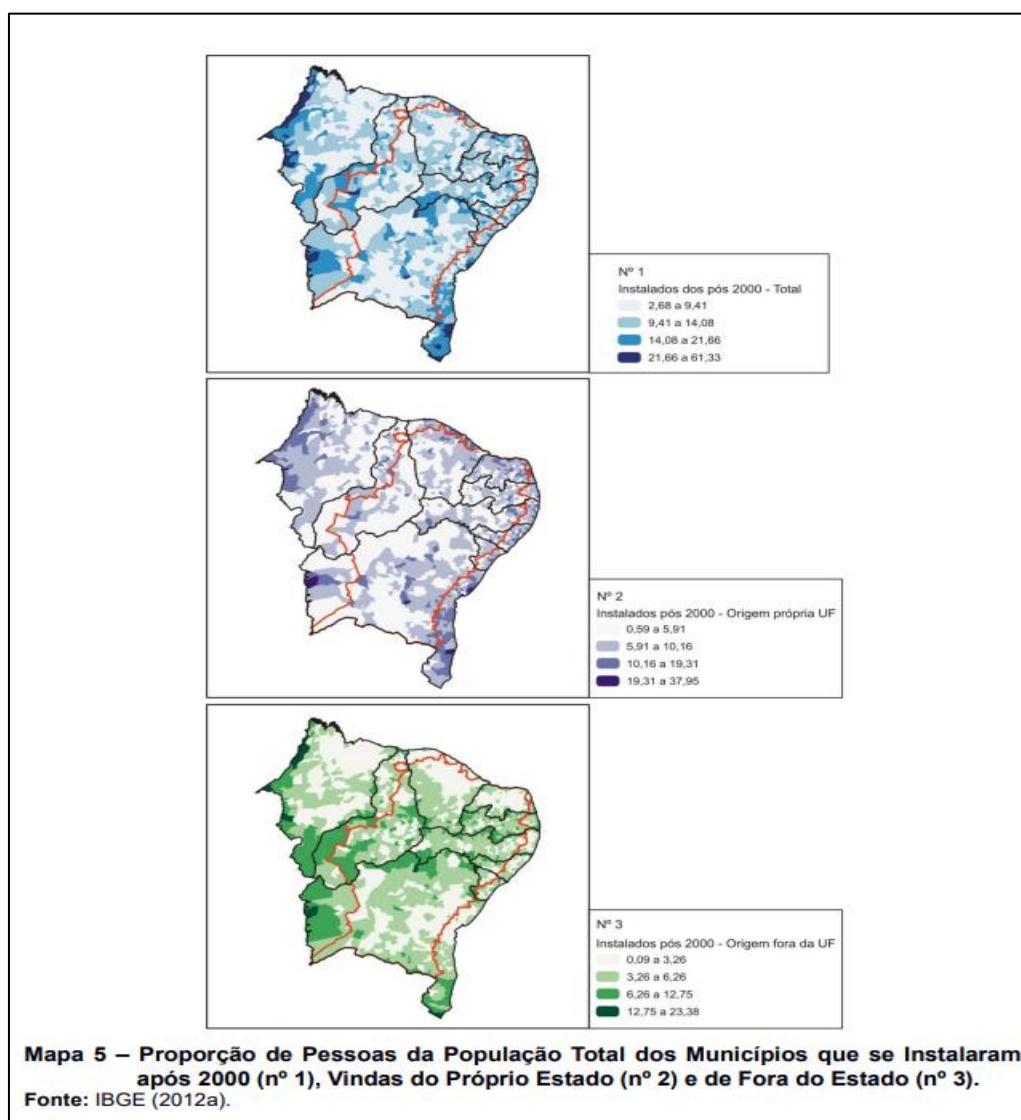 Nº 1
Instalados dos pós 2000 - Total
2,68 a 9,41
9,41 a 14,08
14,08 a 21,66
21,66 a 61,33
Nº 2
Instalados pós 2000 - Origem própria UF
0,59 a 5,91
5,91 a 10,16
10,16 a 19,31
19,31 a 37,95
Nº 3
Instalados pós 2000 - Origem fora da UF
0,09 a 3,26
3,26 a 6,26
6,26 a 12,75
12,75 a 23,38
Mapa 5 – Proporção de Pessoas da População Total dos Municípios que se Instalaram
após 2000 (nº 1), Vindas do Próprio Estado (nº 2) e de Fora do Estado (nº 3).
Fonte: IBGE (2012a).